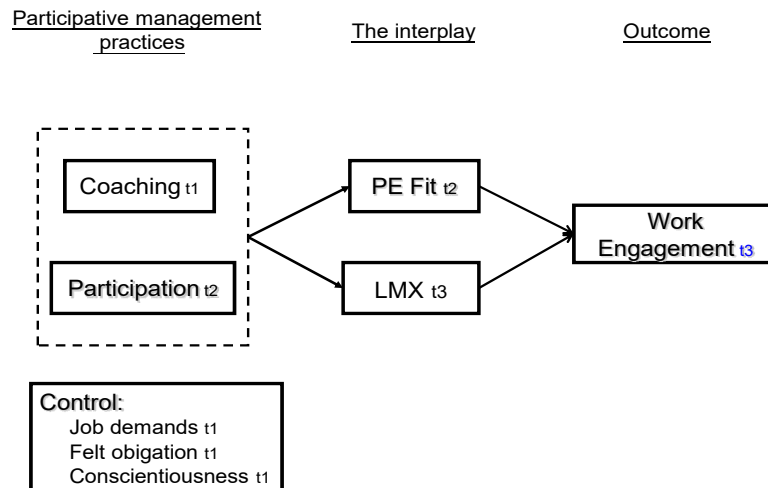 Participative management
practices
The interplay
Outcome
Coaching t1
Participation t2
PE Fit t2
LMX t3
Work
Engagement t3
Control:
Job demands t1
Felt obigation t1
Conscientiousness t1